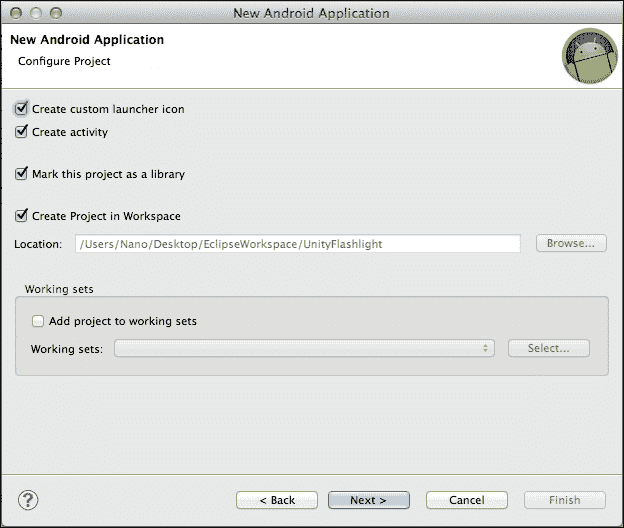 New Android Application
New Android Application
Configure Project
Create custom launcher icon
Create activity
Mark this project as a library
Create Project in Workspace
Location: /Users/Nano/Desktop/EclipseWorkspace/UnityFlashlight Browse...
Working sets
Add project to working sets
Working sets: Select...
? < Back Next > Cancel Finish